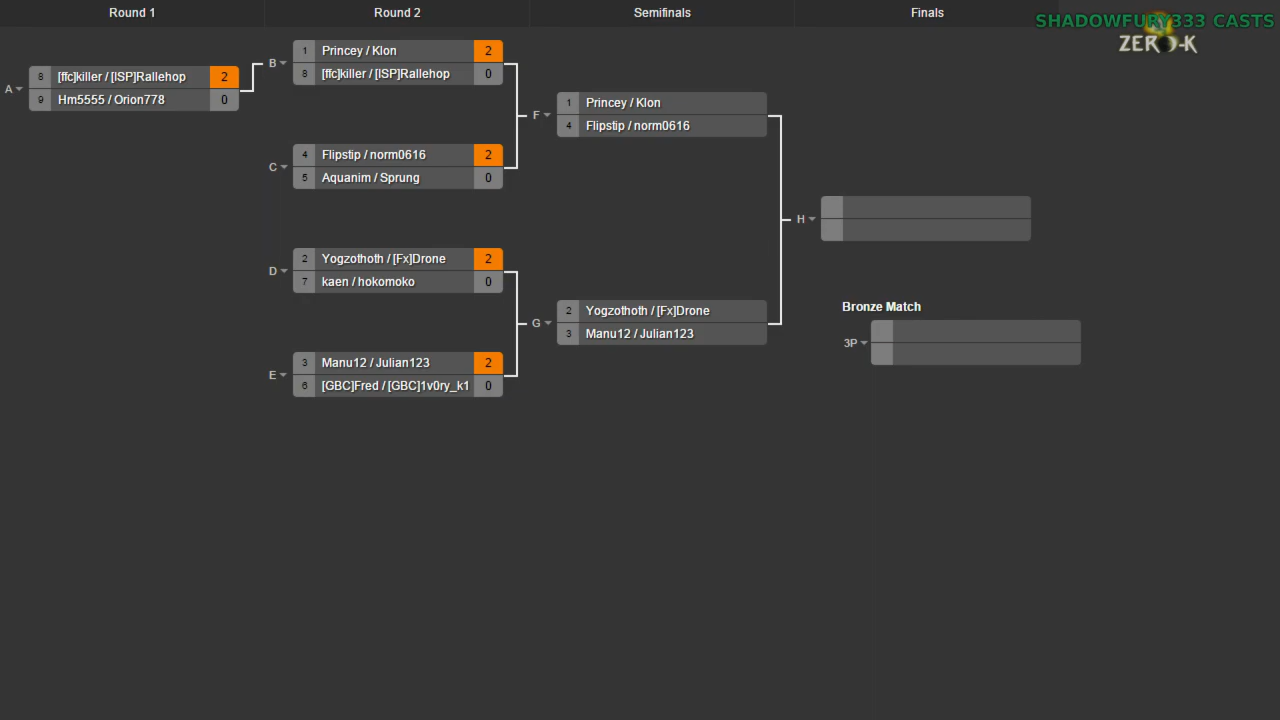 Round 1
Round 2
Semifinals
Finals
SHADOWFURY333 CASTS
ZERO-K
A
8 [ffc]killer / [ISP]Rallehop 2
9 Hm5555 / Orion778 0
B
1 Princey / Klon 2
8 [ffc]killer / [ISP]Rallehop 0
C
4 Flipstip / norm0616 2
5 Aquanim / Sprung 0
D
2 Yogzothoth / [Fx]Drone 2
7 kaen / hokomoko 0
E
3 Manu12 / Julian123 2
6 [GBC]Fred / [GBC]1v0ry_k1 0
F
1 Princey / Klon
4 Flipstip / norm0616
G
2 Yogzothoth / [Fx]Drone
3 Manu12 / Julian123
H
Bronze Match
3P